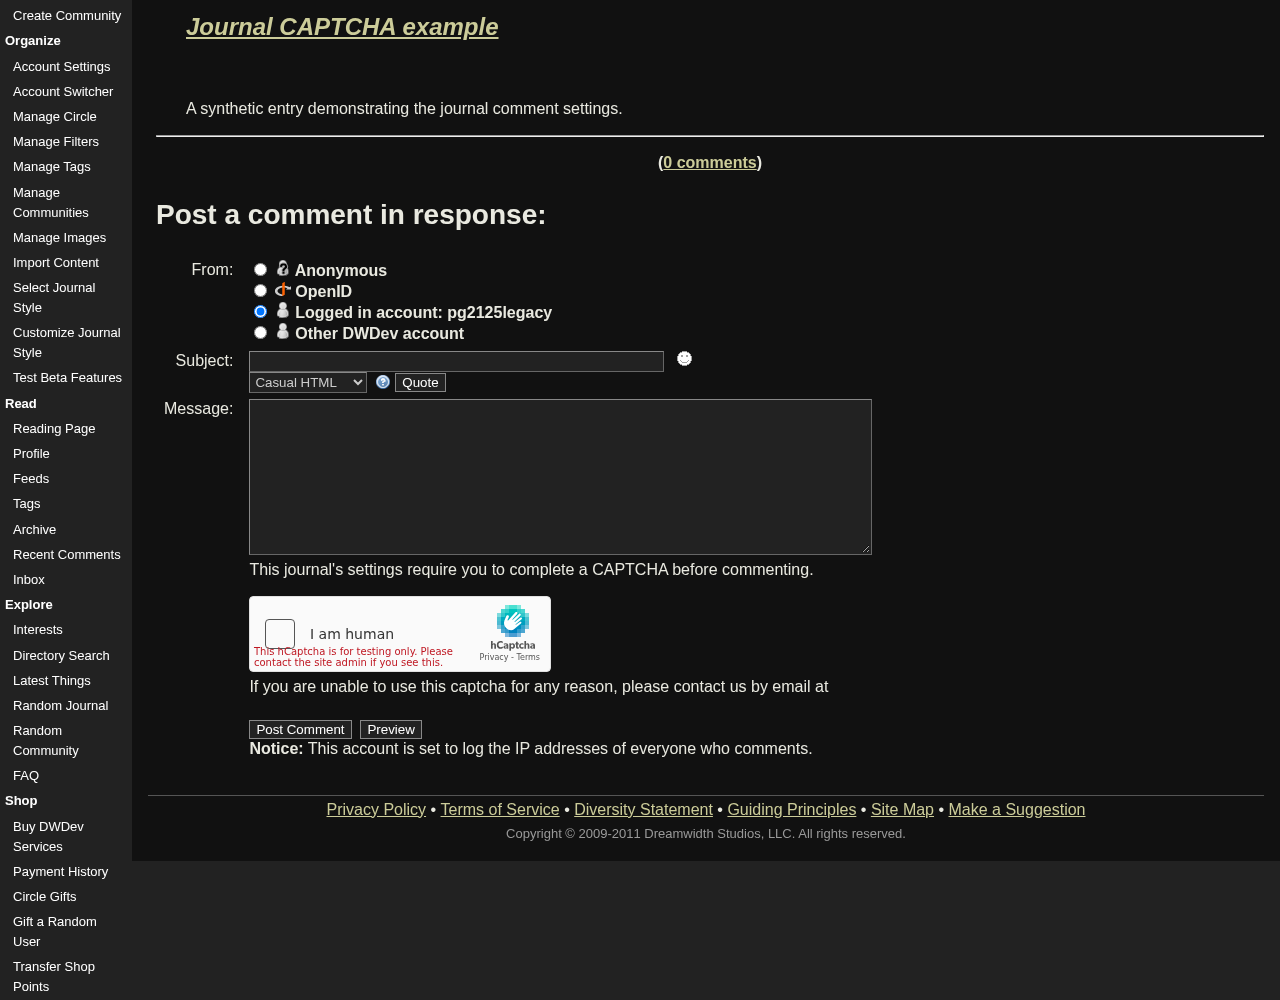 Create Community
Organize
Account Settings
Account Switcher
Manage Circle
Manage Filters
Manage Tags
Manage
Communities
Manage Images
Import Content
Select Journal
Style
Customize Journal
Style
Test Beta Features
Read
Reading Page
Profile
Feeds
Tags
Archive
Recent Comments
Inbox
Explore
Interests
Directory Search
Latest Things
Random Journal
Random
Community
FAQ
Shop
Buy DWDev
Services
Payment History
Circle Gifts
Gift a Random
User
Transfer Shop
Points
Journal CAPTCHA example
A synthetic entry demonstrating the journal comment settings.
(0 comments)
Post a comment in response:
From:
Anonymous
OpenID
Logged in account: pg2125legacy
Other DWDev account
Subject:
Casual HTML
Quote
Message:
This journal's settings require you to complete a CAPTCHA before commenting.
I am human
This hCaptcha is for testing only. Please
contact the site admin if you see this.
hCaptcha
Privacy - Terms
If you are unable to use this captcha for any reason, please contact us by email at
Post Comment Preview
Notice: This account is set to log the IP addresses of everyone who comments.
Privacy Policy • Terms of Service • Diversity Statement • Guiding Principles • Site Map • Make a Suggestion
Copyright © 2009-2011 Dreamwidth Studios, LLC. All rights reserved.